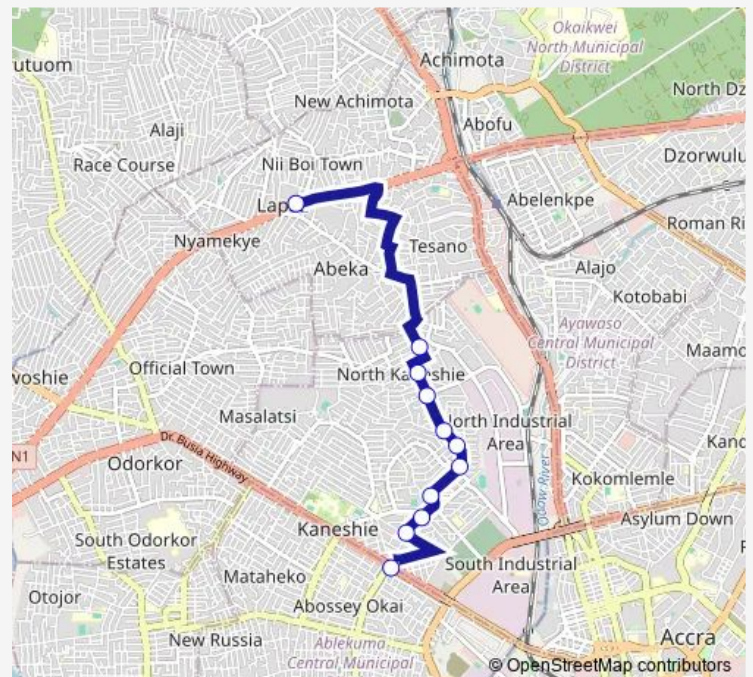 Okaikwei
North Municipal
District
utuom
Achimota
North Dz
New Achimota
Abofu
Alaji
Race Course
Nii Boi Town
Dzorwulu
Abelenkpe
Lap
Roman Ri
Nyamekye
Tesano
Abeka
Alajo
Kotobabi
Ayawaso
Central Municipal
District
Maamo
Official Town
North Ka eshie
woshie
Masalatsi
orth Industrial
Area
Dr. Busia Highway
Kand
N1
Odorkor
Odaw River
Kokomlemle
Asylum Down
Kaneshie
South Odorkor
Estates
South Industrial
Area
Mataheko
Otojor
Abossey Okai
New Russia
Ablekuma
Central Municipal
Accra
© OpenStreetMap contributors